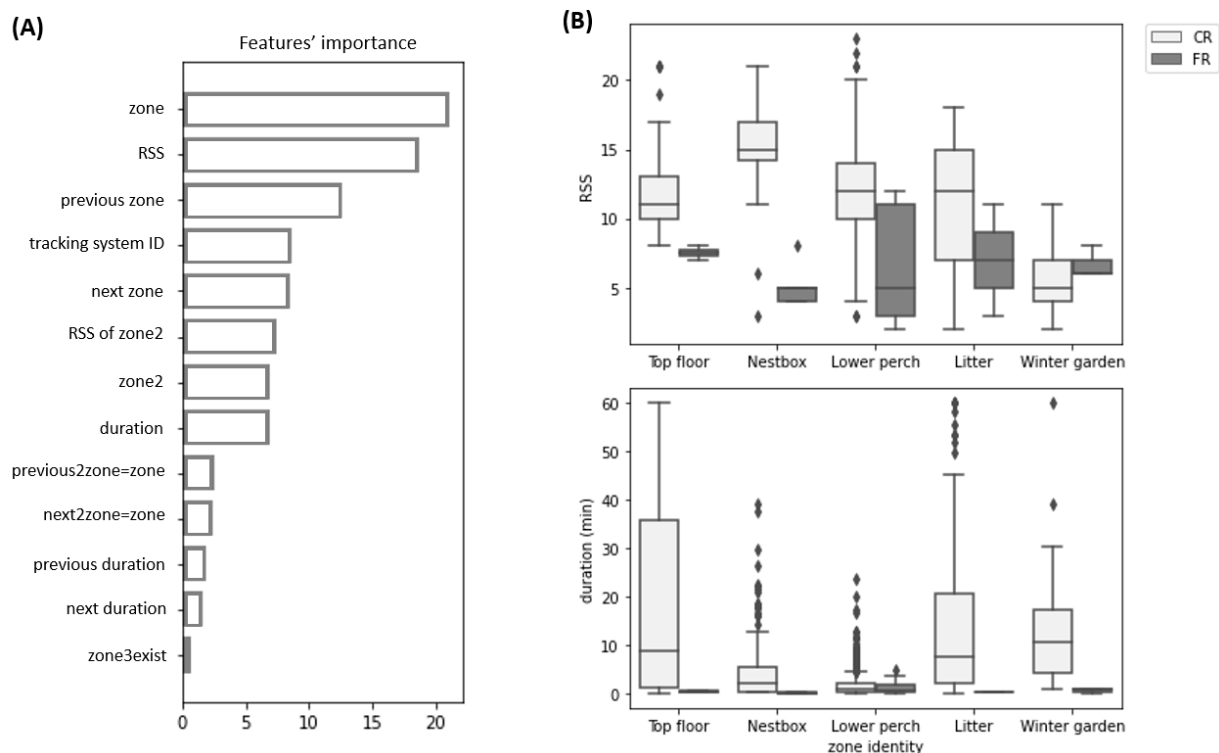 (A)
Features' importance
zone
RSS
previous zone
tracking system ID
next zone
RSS of zone2
zone2
duration
previous2zone=zone
next2zone=zone
previous duration
next duration
zone3exist
0 5 10 15 20
(B)
CR
FR
RSS
20
15
10
5
Top floor Nestbox Lower perch Litter Winter garden
duration (min)
60
50
40
30
20
10
0
Top floor Nestbox Lower perch Litter Winter garden
zone identity